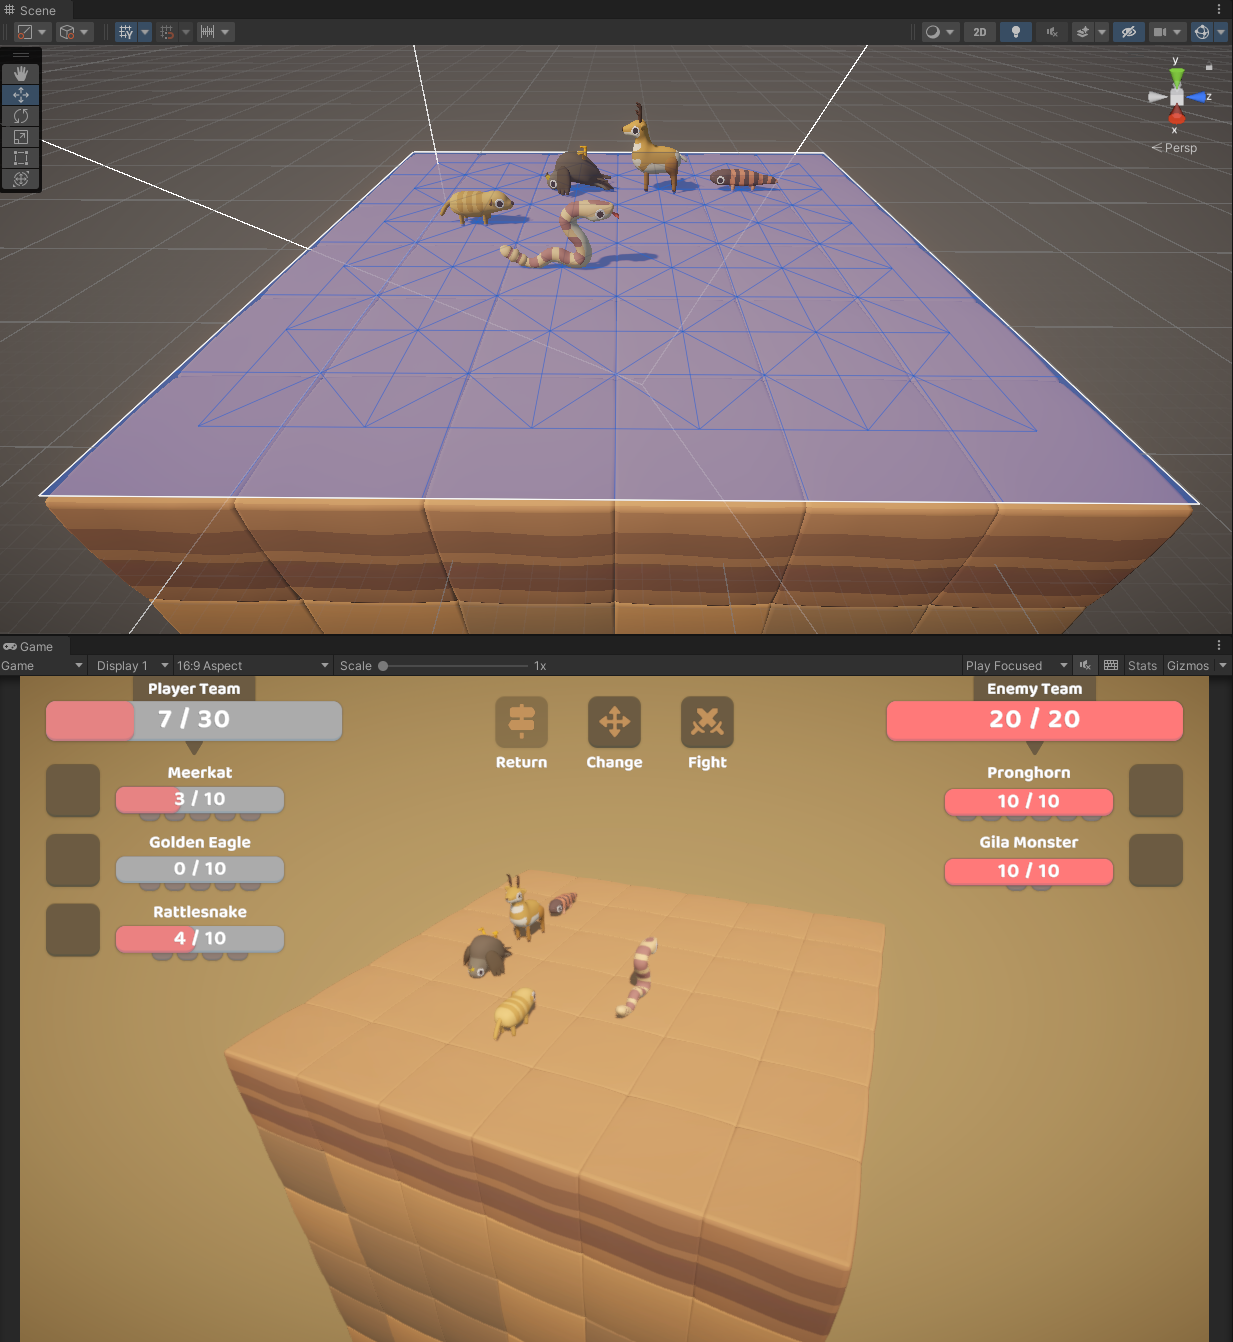 Scene
2D
y
z
x
Persp
Game
Game
Display 1
16:9 Aspect
Scale
1x
Play Focused
Stats
Gizmos
Player Team
7 / 30
Meerkat
3 / 10
Golden Eagle
0 / 10
Rattlesnake
4 / 10
Return
Change
Fight
Enemy Team
20 / 20
Pronghorn
10 / 10
Gila Monster
10 / 10